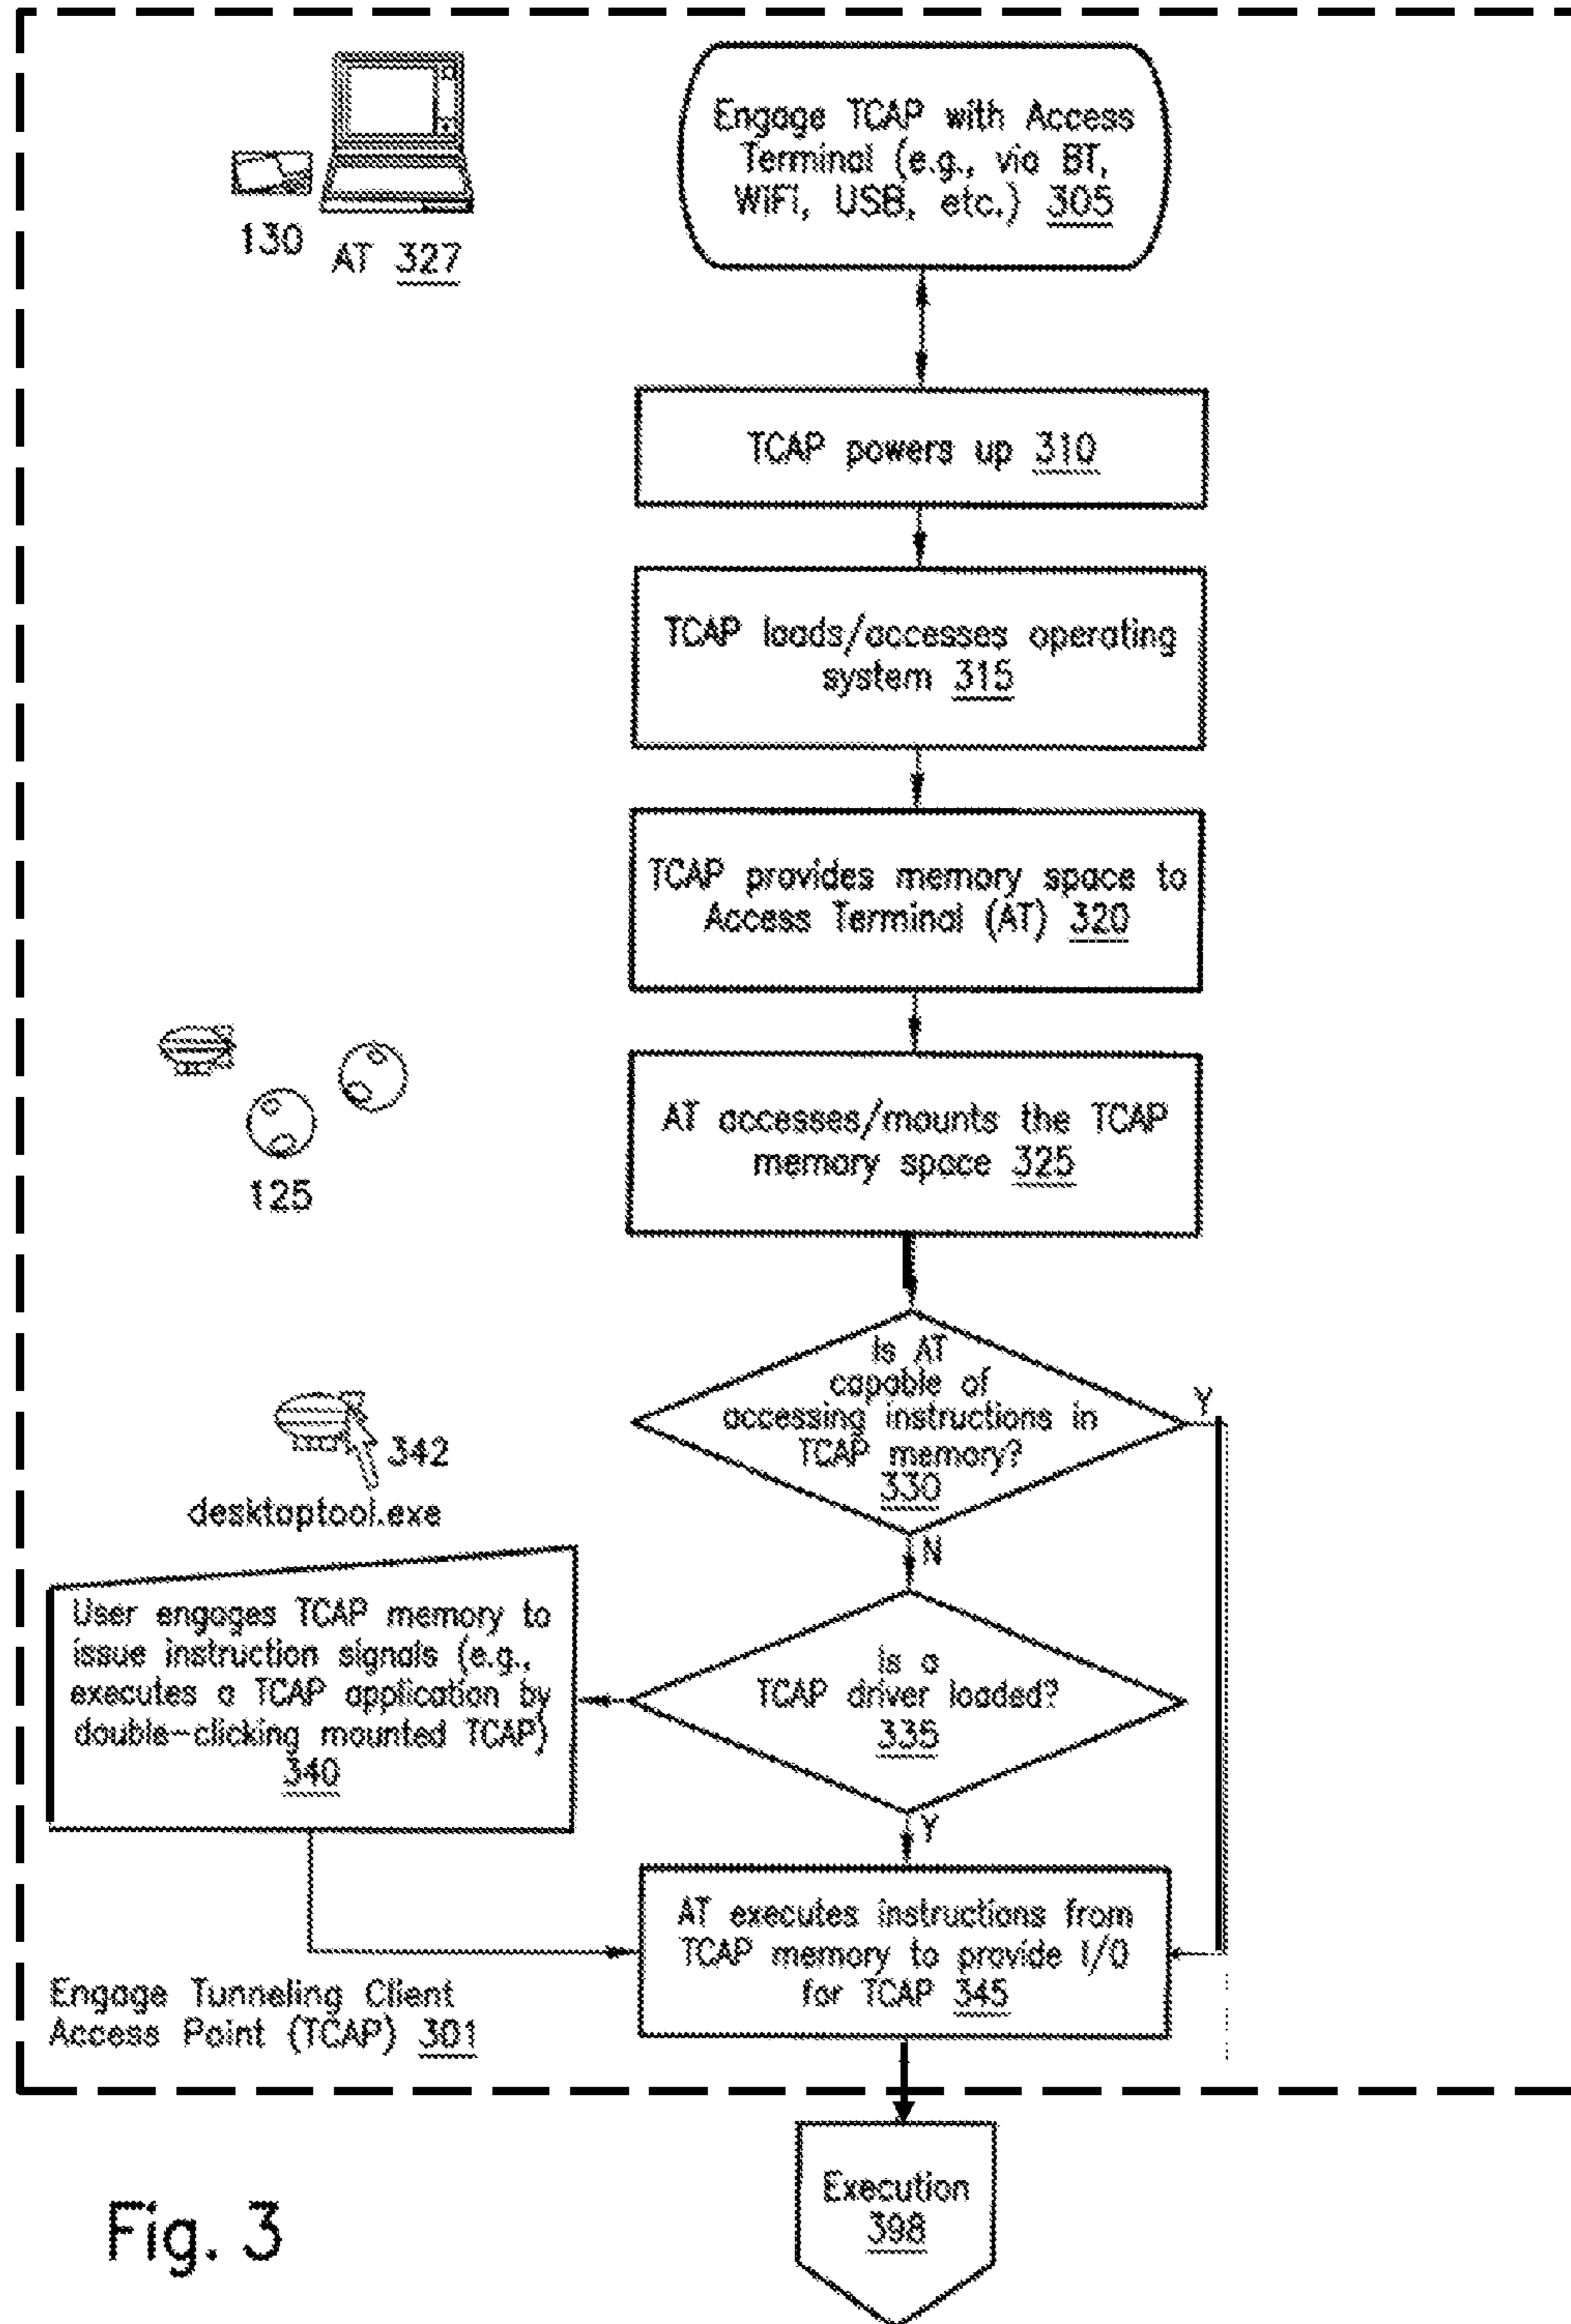 Engage TCAP with Access
Terminal (e.g., via BT,
WiFi, USB, etc.) 305
130
AT 327
TCAP powers up 310
TCAP loads/accesses operating
system 315
TCAP provides memory space to
Access Terminal (AT) 320
AT accesses/mounts the TCAP
memory space 325
125
Is AT
capable of
accessing instructions in
TCAP memory?
330
Y
N
342
desktoptool.exe
User engages TCAP memory to
issue instruction signals (e.g.,
executes a TCAP application by
double-clicking mounted TCAP)
340
Is a
TCAP driver loaded?
335
Y
AT executes instructions from
TCAP memory to provide I/O
for TCAP 345
Engage Tunneling Client
Access Point (TCAP) 301
Execution
398
Fig. 3